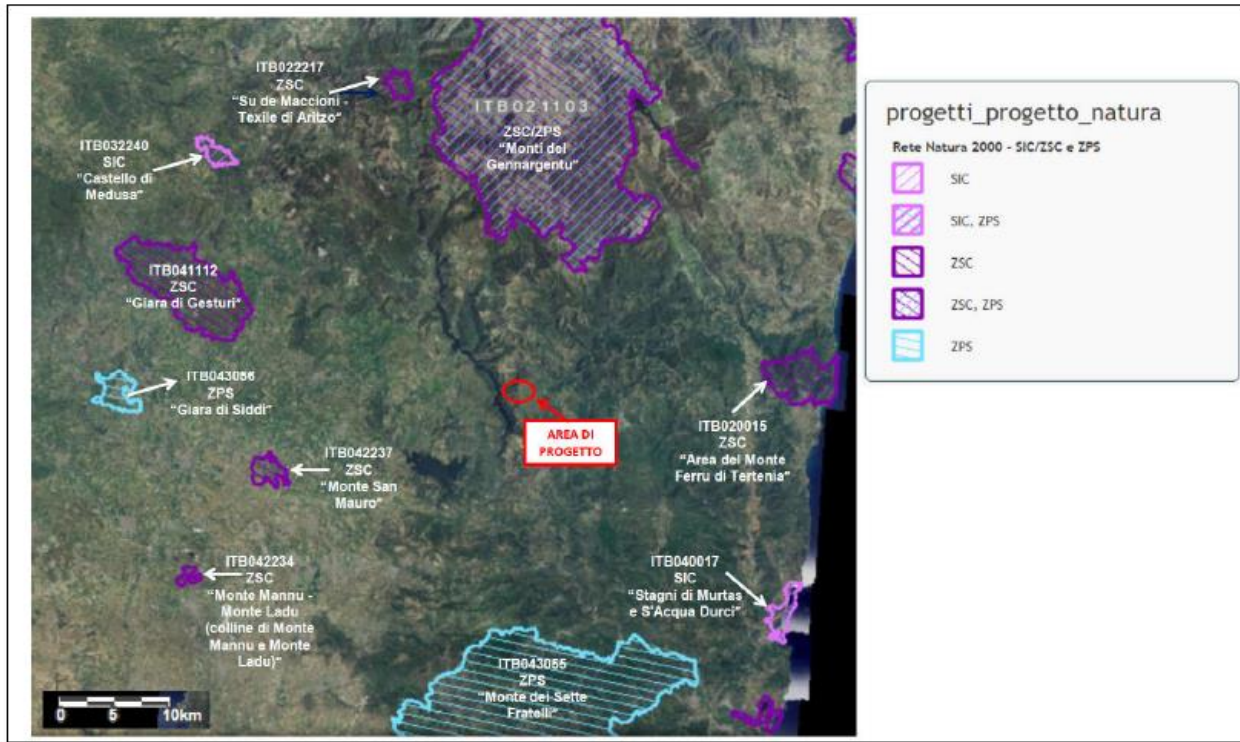 ITB022217
ZSC
“Su de Maccioni -
Texile di Aritzo”
ITB021103
ZSC/ZPS
“Monti del
Gennargentu”
ITB032240
SIC
“Castello di
Medusa”
ITB041112
ZSC
“Giara di Gesturi”
ITB043056
ZPS
“Giara di Siddi”
AREA DI
PROGETTO
ITB020015
ZSC
“Area del Monte
Ferru di Tertenia”
ITB042237
ZSC
“Monte San
Mauro”
ITB042234
ZSC
“Monte Mannu -
Monte Ladu
(colline di Monte
Mannu e Monte
Ladu)”
ITB040017
SIC
“Stagni di Murtas
e S'Acqua Durci”
ITB043055
ZPS
“Monte dei Sette
Fratelli”
0 5 10km
progetti_progetto_natura
Rete Natura 2000 - SIC/ZSC e ZPS
SIC
SIC, ZPS
ZSC
ZSC, ZPS
ZPS